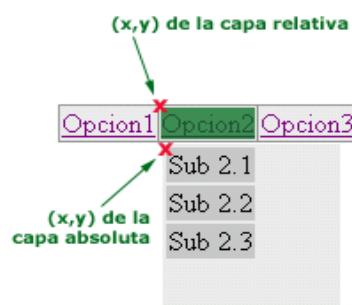 (x,y) de la capa relativa
Opcion1 Opcion2 Opcion3
Sub 2.1
(x,y) de la
capa absoluta
Sub 2.2
Sub 2.3